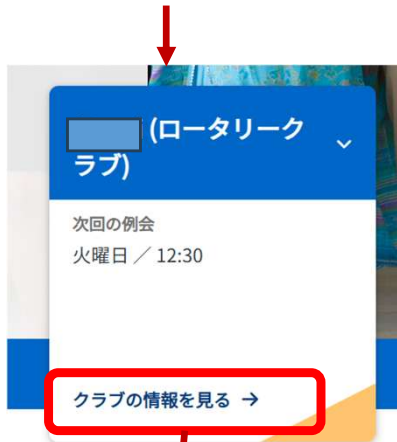 (ロータリーク
ラブ)
次回の例会
火曜日／12:30
クラブの情報を見る →